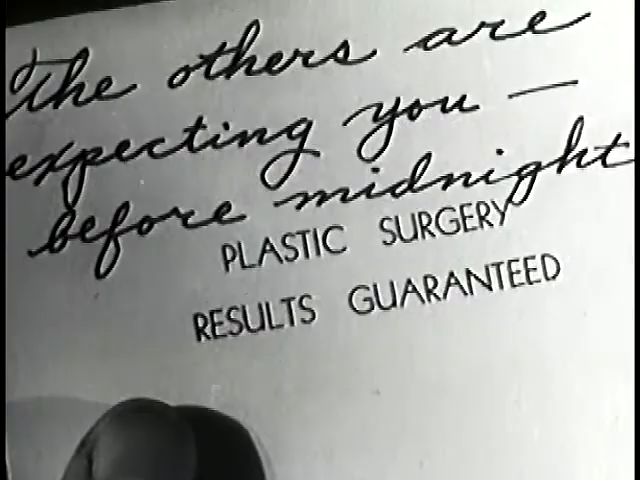 The others are
expecting you —
before midnight
PLASTIC SURGERY
RESULTS GUARANTEED